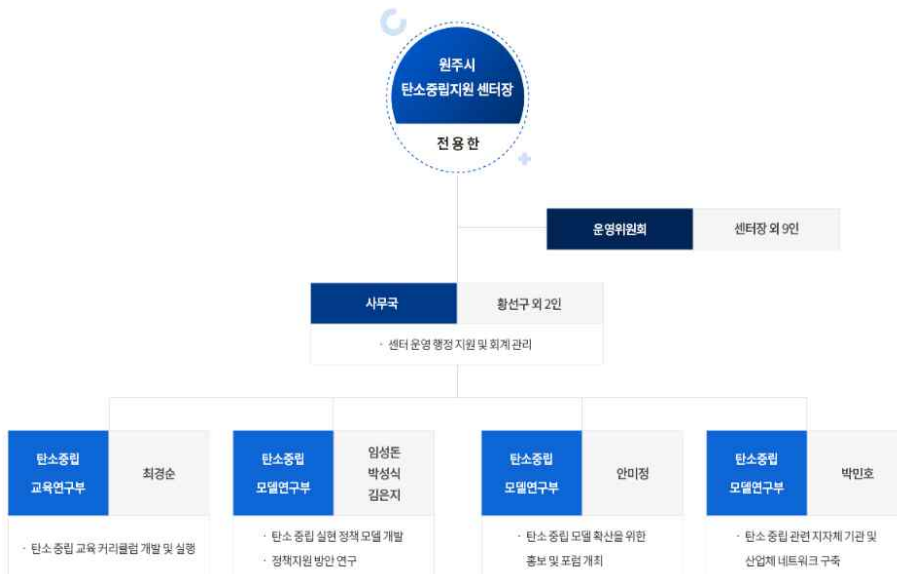 원주시
탄소중립지원 센터장
전용한
운영위원회
센터장 외 9인
사무국
황선구 외 2인
· 센터 운영 행정 지원 및 회계 관리
탄소중립
교육연구부
최경순
· 탄소 중립 교육 커리큘럼 개발 및 실행
탄소중립
모델연구부
임성돈
박성식
김은지
· 탄소 중립 실현 정책 모델 개발
· 정책지원 방안 연구
탄소중립
모델연구부
안미정
· 탄소 중립 모델 확산을 위한
홍보 및 포럼 개최
탄소중립
모델연구부
박민호
· 탄소 중립 관련 지자체 기관 및
산업체 네트워크 구축